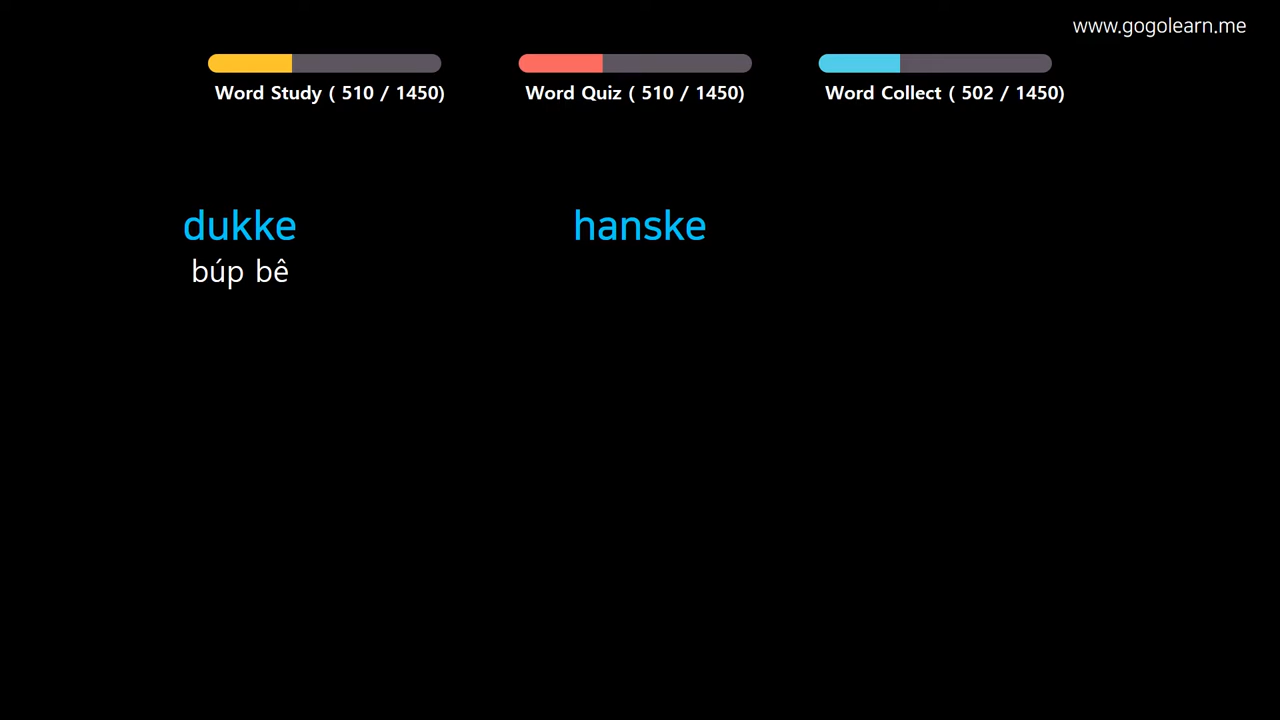 www.gogolearn.me
Word Study ( 510 / 1450)
Word Quiz ( 510 / 1450)
Word Collect ( 502 / 1450)
dukke
búp bê
hanske